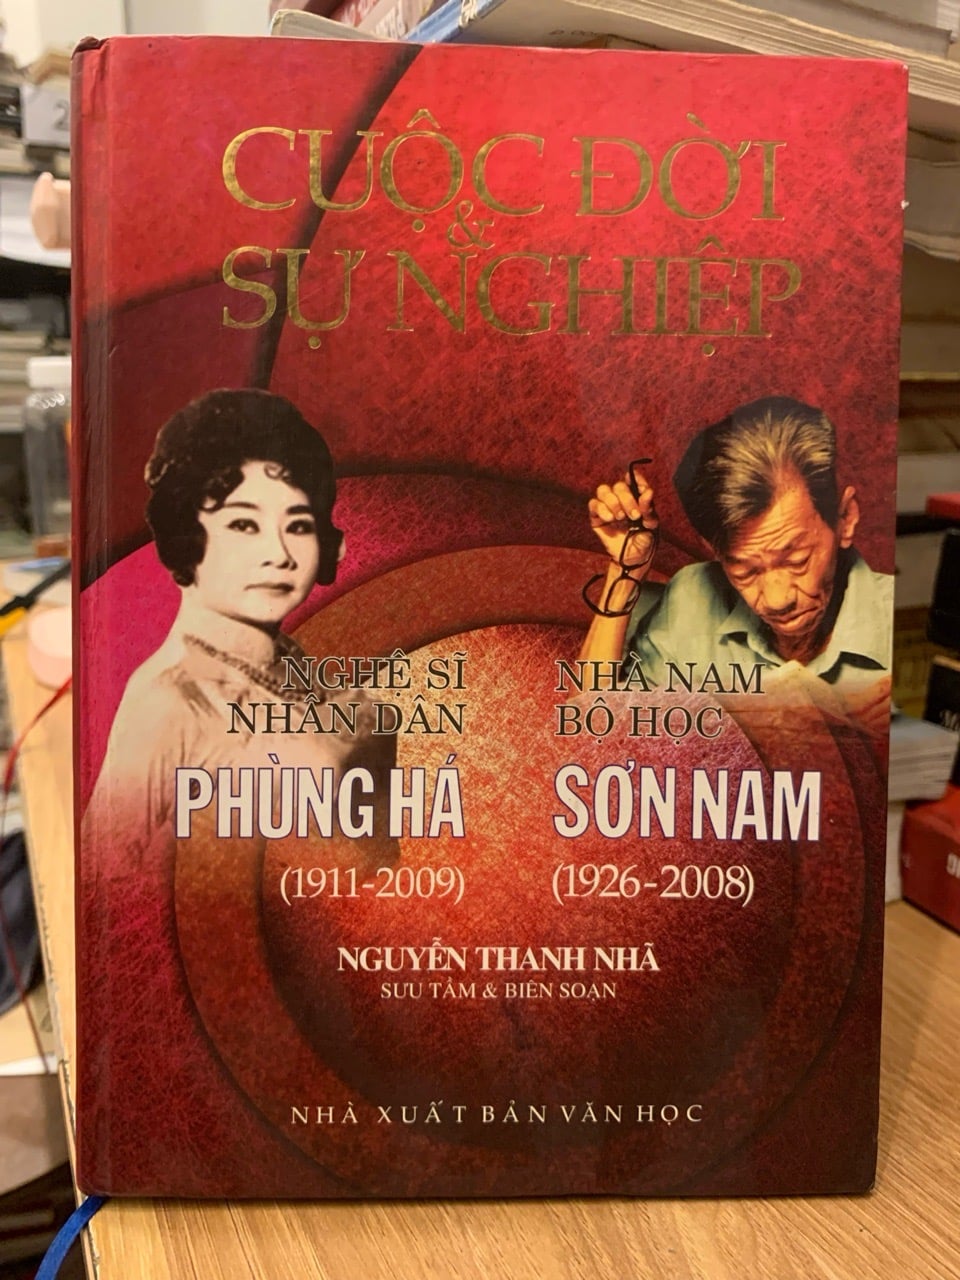 CUỘC ĐỜI
&
SỰ NGHIỆP
NGHỆ SĨ
NHÂN DÂN
PHÙNG HÁ
(1911-2009)
NHÀ NAM
BỘ HỌC
SƠN NAM
(1926-2008)
NGUYỄN THANH NHÃ
SƯU TẦM & BIÊN SOẠN
NHÀ XUẤT BẢN VĂN HỌC